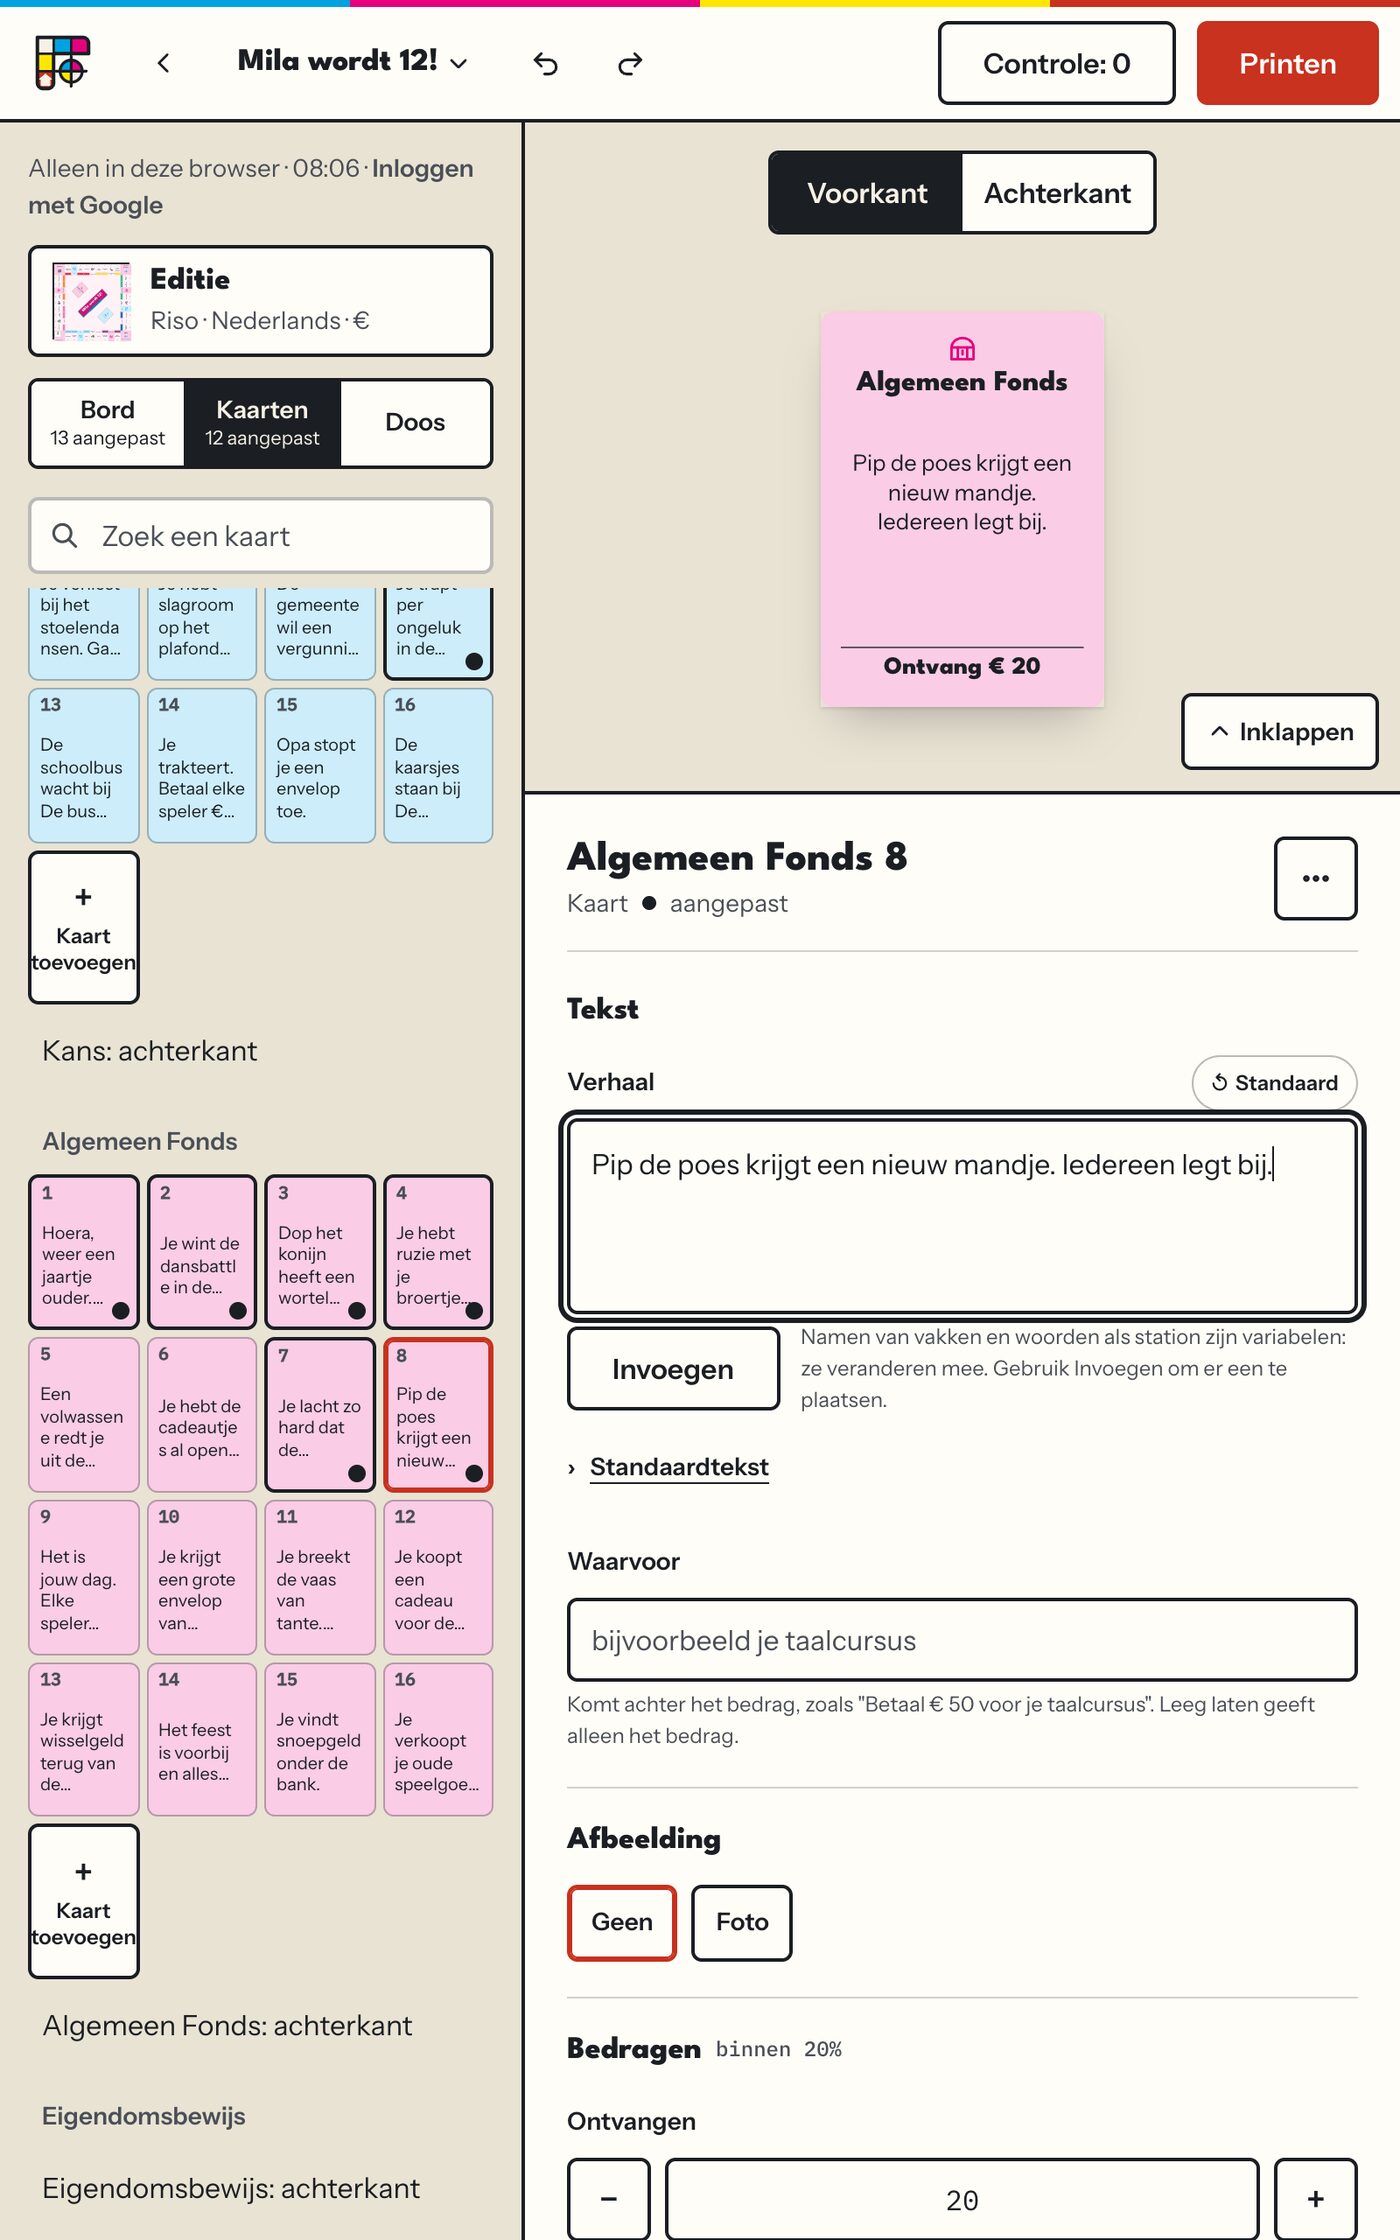 Mila wordt 12!
Controle: 0
Printen
Alleen in deze browser · 08:06 · Inloggen
met Google
Editie
Riso · Nederlands · €
Bord
13 aangepast
Kaarten
12 aangepast
Doos
Zoek een kaart
bij het
stoelenda
nsen. Ga...
slagroom
op het
plafond...
gemeente
wil een
vergunni...
Je trapt
per
ongeluk
in de...
13
De
schoolbus
wacht bij
De bus...
14
Je
trakteert.
Betaal elke
speler €...
15
Opa stopt
je een
envelop
toe.
16
De
kaarsjes
staan bij
De...
+
Kaart
toevoegen
Kans: achterkant
Algemeen Fonds
1
Hoera,
weer een
jaartje
ouder....
2
Je wint de
dansbattl
e in de...
3
Dop het
konijn
heeft een
wortel...
4
Je hebt
ruzie met
je
broertje...
5
Een
volwassen
e redt je
uit de...
6
Je hebt de
cadeautje
s al open...
7
Je lacht zo
hard dat
de...
8
Pip de
poes
krijgt een
nieuw...
9
Het is
jouw dag.
Elke
speler...
10
Je krijgt
een grote
envelop
van...
11
Je breekt
de vaas
van
tante....
12
Je koopt
een
cadeau
voor de...
13
Je krijgt
wisselgeld
terug van
de...
14
Het feest
is voorbij
en alles...
15
Je vindt
snoepgeld
onder de
bank.
16
Je
verkoopt
je oude
speelgoe...
+
Kaart
toevoegen
Algemeen Fonds: achterkant
Eigendomsbewijs
Eigendomsbewijs: achterkant
Voorkant
Achterkant
Algemeen Fonds
Pip de poes krijgt een
nieuw mandje.
Iedereen legt bij.
Ontvang € 20
Inklappen
Algemeen Fonds 8
Kaart ● aangepast
...
Tekst
Verhaal
Standaard
Pip de poes krijgt een nieuw mandje. Iedereen legt bij.
Invoegen
Namen van vakken en woorden als station zijn variabelen:
ze veranderen mee. Gebruik Invoegen om er een te
plaatsen.
› Standaardtekst
Waarvoor
bijvoorbeeld je taalcursus
Komt achter het bedrag, zoals "Betaal € 50 voor je taalcursus". Leeg laten geeft
alleen het bedrag.
Afbeelding
Geen
Foto
Bedragen binnen 20%
Ontvangen
−
20
+